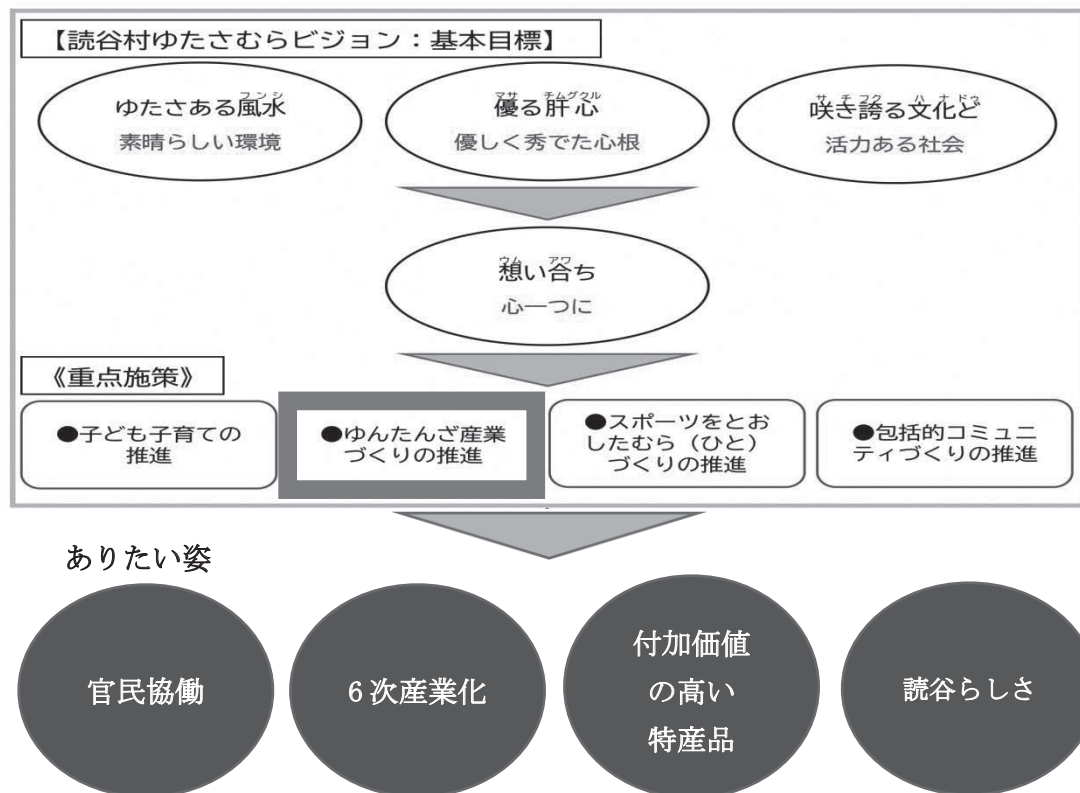 【読谷村ゆたさむらビジョン：基本目標】
フンシ
ゆたさある風水
素晴らしい環境
マサ チムグクル
優る肝心
優しく秀でた心根
サチフク ハナドゥ
咲き誇る文化ど
活力ある社会
ウム アワ
想い合ち
心一つに
《重点施策》
●子ども子育ての
推進
●ゆんたんざ産業
づくりの推進
●スポーツをとお
したむら（ひと）
づくりの推進
●包括的コミュニ
ティづくりの推進
ありたい姿
官民協働
6 次産業化
付加価値
の高い
特産品
読谷らしさ